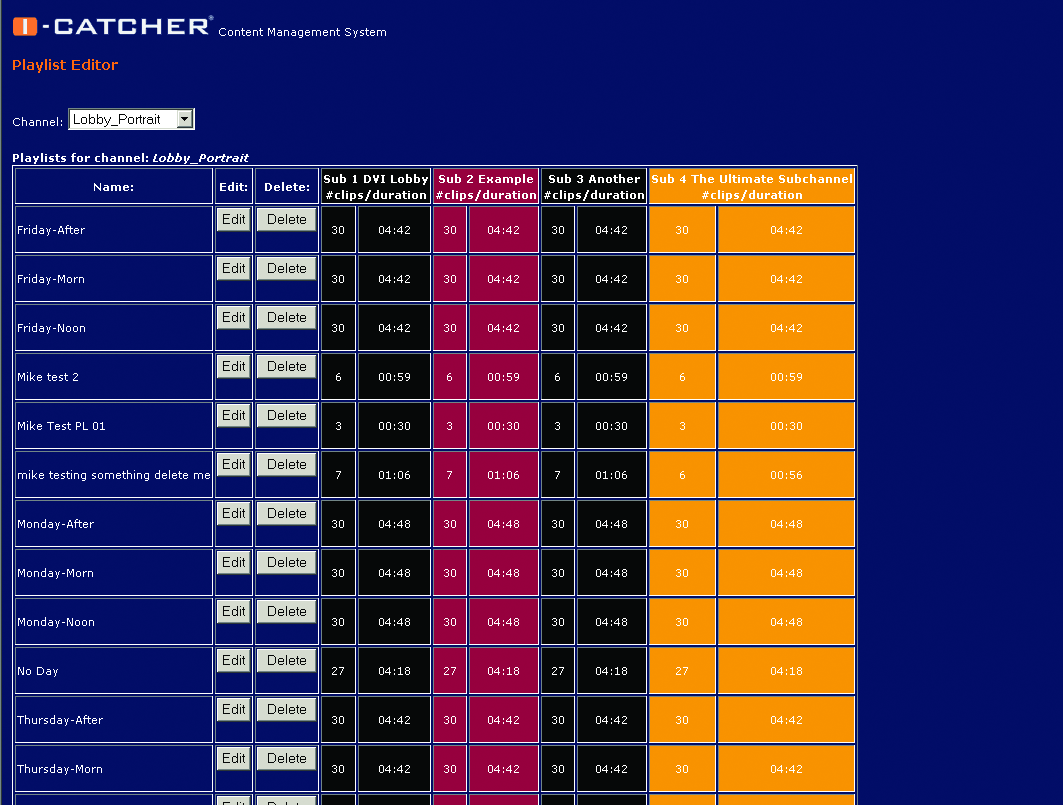 I-CATCHER® Content Management System
Playlist Editor
Channel: Lobby_Portrait
Playlists for channel: Lobby_Portrait
Name: Edit: Delete: Sub 1 DVI Lobby #clips/duration Sub 2 Example #clips/duration Sub 3 Another #clips/duration Sub 4 The Ultimate Subchannel #clips/duration
Friday-After Edit Delete 30 04:42 30 04:42 30 04:42 30 04:42
Friday-Morn Edit Delete 30 04:42 30 04:42 30 04:42 30 04:42
Friday-Noon Edit Delete 30 04:42 30 04:42 30 04:42 30 04:42
Mike test 2 Edit Delete 6 00:59 6 00:59 6 00:59 6 00:59
Mike Test PL 01 Edit Delete 3 00:30 3 00:30 3 00:30 3 00:30
mike testing something delete me Edit Delete 7 01:06 7 01:06 7 01:06 6 00:56
Monday-After Edit Delete 30 04:48 30 04:48 30 04:48 30 04:48
Monday-Morn Edit Delete 30 04:48 30 04:48 30 04:48 30 04:48
Monday-Noon Edit Delete 30 04:48 30 04:48 30 04:48 30 04:48
No Day Edit Delete 27 04:18 27 04:18 27 04:18 27 04:18
Thursday-After Edit Delete 30 04:42 30 04:42 30 04:42 30 04:42
Thursday-Morn Edit Delete 30 04:42 30 04:42 30 04:42 30 04:42